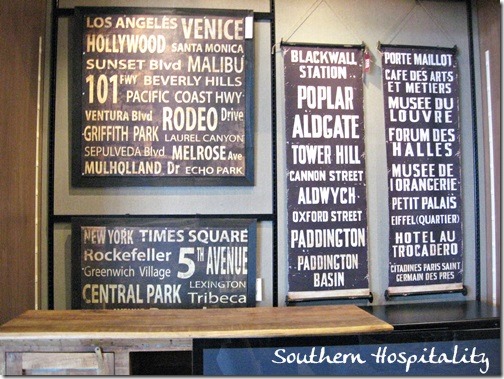 LOS ANGELES VENICE
HOLLYWOOD SANTA MONICA
SUNSET Blvd MALIBU
101 FWY BEVERLY HILLS
PACIFIC COAST HWY
VENTURA Blvd RODEO Drive
GRIFFITH PARK LAUREL CANYON
SEPULVEDA Blvd MELROSE Ave
MULHOLLAND Dr ECHO PARK
NEW YORK TIMES SQUARE
Rockefeller 5TH AVENUE
Greenwich Village
LEXINGTON
CENTRAL PARK Tribeca
BLACKWALL
STATION
POPLAR
ALDGATE
TOWER HILL
CANNON STREET
ALDWYCH
OXFORD STREET
PADDINGTON
PADDINGTON
BASIN
PORTE MAILLOT
CAFE DES ARTS
ET METIERS
MUSEE DU
LOUVRE
FORUM DES
HALLES
MUSEE DE
l'ORANGERIE
PETIT PALAIS
EIFFEL (QUARTIER)
HOTEL AU
TROCADERO
CITADINES PARIS SAINT
GERMAIN DES PRES
Southern Hospitality